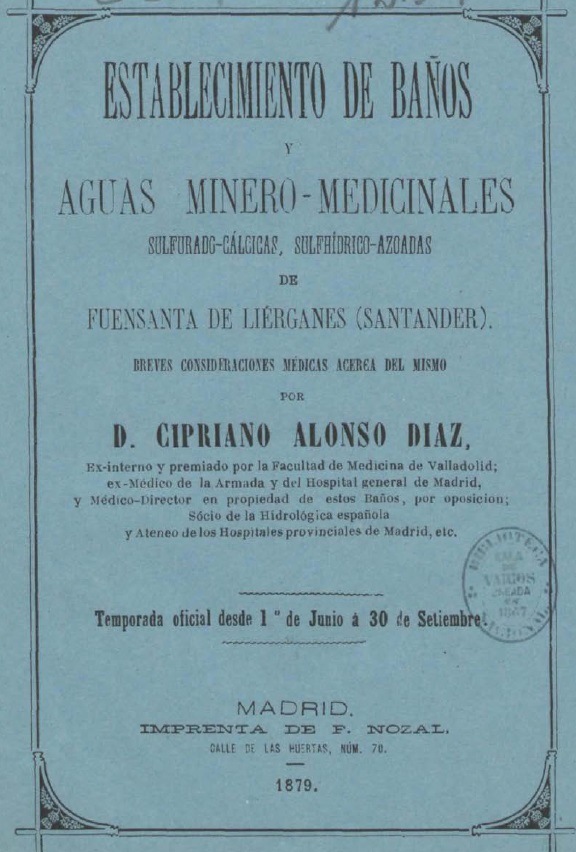 ESTABLECIMIENTO DE BAÑOS
Y
AGUAS MINERO-MEDICINALES
SULFURADO-CÁLCICAS, SULFHÍDRICO-AZOADAS
DE
FUENSANTA DE LIÉRGANES (SANTANDER).
BREVES CONSIDERACIONES MÉDICAS ACERCA DEL MISMO
POR
D. CIPRIANO ALONSO DIAZ,
Ex-interno y premiado por la Facultad de Medicina de Valladolid;
ex-Médico de la Armada y del Hospital general de Madrid,
y Médico-Director en propiedad de estos Baños, por oposicion;
Sócio de la Hidrológica española
y Ateneo de los Hospitales provinciales de Madrid, etc.
BIBLIOTECA
VARIOS
Temporada oficial desde 1.º de Junio á 30 de Setiembre.
MADRID.
IMPRENTA DE F. NOZAL.
CALLE DE LAS HUERTAS, NÚM. 70.
1879.